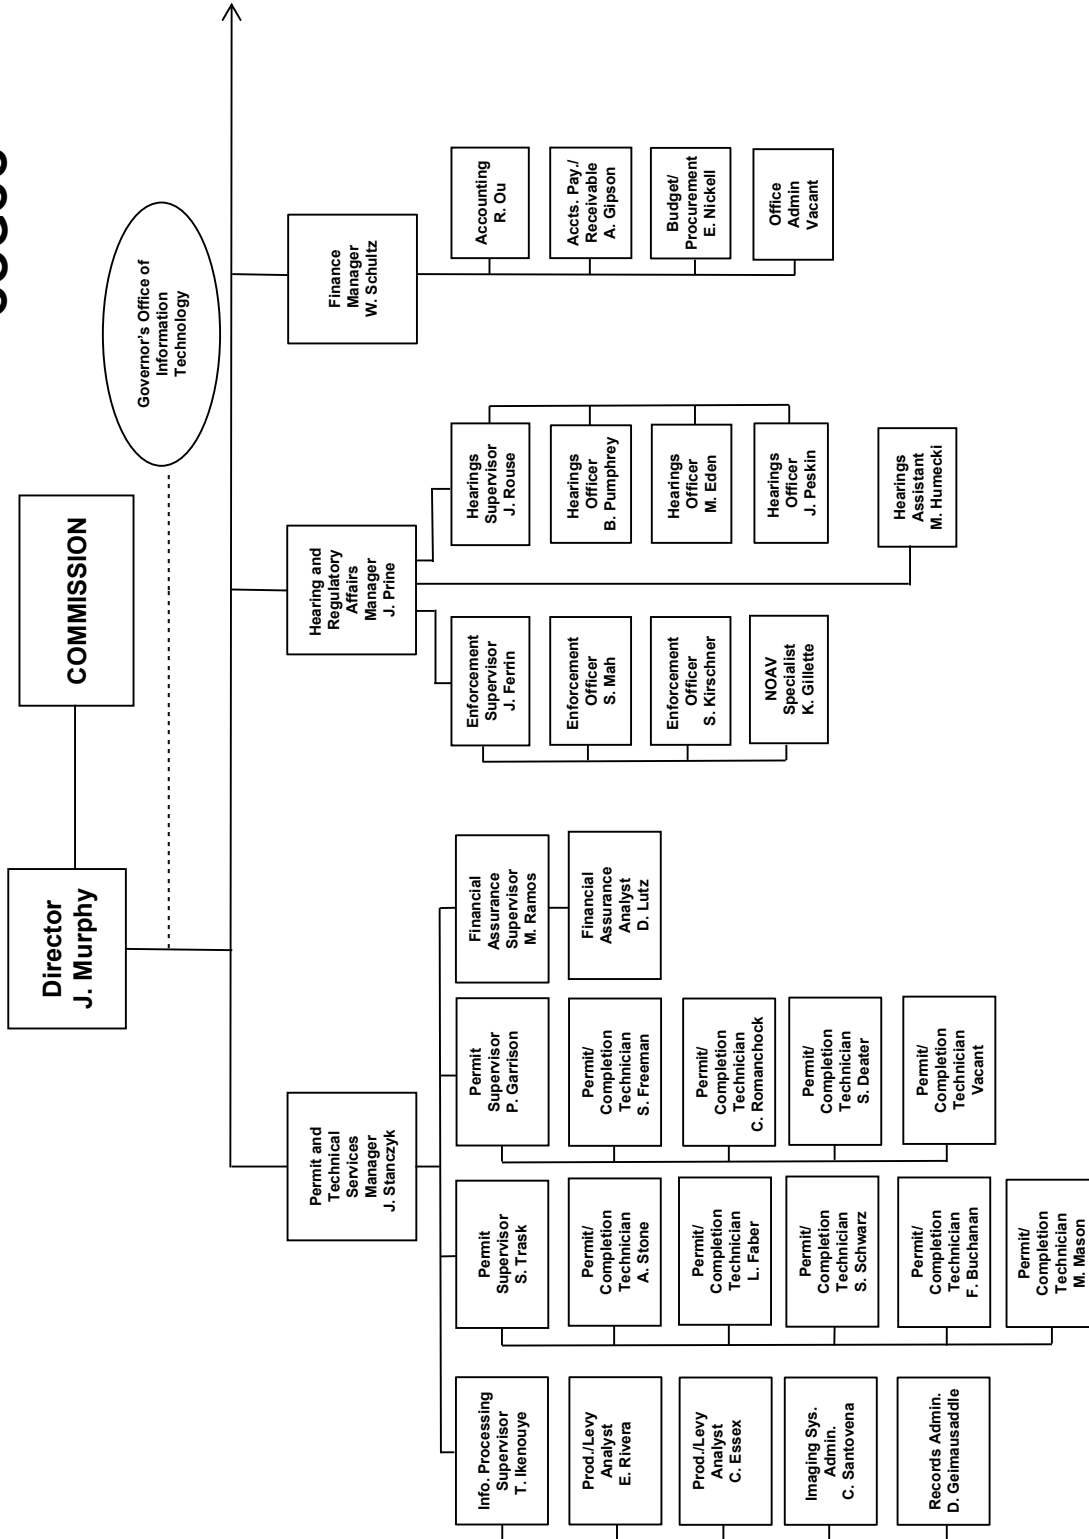 COMMISSION
Director
J. Murphy
Governor's Office of
Information
Technology
Permit and
Technical
Services
Manager
J. Stanczyk
Hearing and
Regulatory
Affairs
Manager
J. Prine
Finance
Manager
W. Schultz
Info. Processing
Supervisor
T. Ikenouye
Prod./Levy
Analyst
E. Rivera
Prod./Levy
Analyst
C. Essex
Imaging Sys.
Admin.
C. Santovena
Records Admin.
D. Geimausaddle
Permit
Supervisor
S. Trask
Permit/
Completion
Technician
A. Stone
Permit/
Completion
Technician
L. Faber
Permit/
Completion
Technician
S. Schwarz
Permit/
Completion
Technician
F. Buchanan
Permit/
Completion
Technician
M. Mason
Permit
Supervisor
P. Garrison
Permit/
Completion
Technician
S. Freeman
Permit/
Completion
Technician
C. Romanchock
Permit/
Completion
Technician
S. Deater
Permit/
Completion
Technician
Vacant
Financial
Assurance
Supervisor
M. Ramos
Financial
Assurance
Analyst
D. Lutz
Enforcement
Supervisor
J. Ferrin
Enforcement
Officer
S. Mah
Enforcement
Officer
S. Kirschner
NOAV
Specialist
K. Gillette
Hearings
Supervisor
J. Rouse
Hearings
Officer
B. Pumphrey
Hearings
Officer
M. Eden
Hearings
Officer
J. Peskin
Hearings
Assistant
M. Humecki
Accounting
R. Ou
Accts. Pay./
Receivable
A. Gipson
Budget/
Procurement
E. Nickell
Office
Admin
Vacant